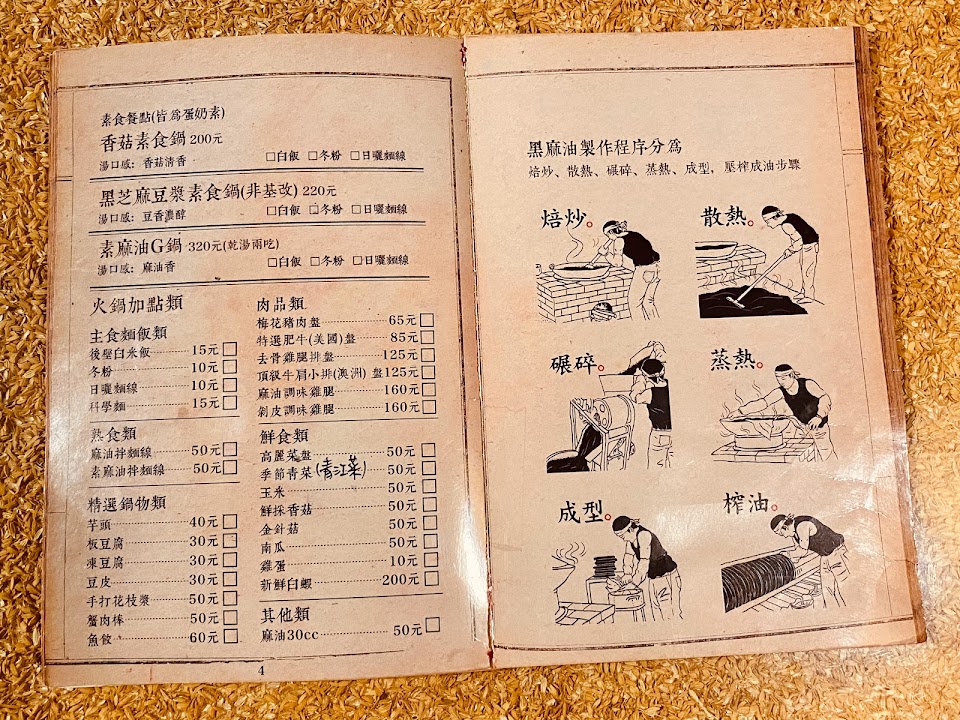 素食餐點(皆為蛋奶素)
香菇素食鍋 200元
湯口感: 香菇清香 □白飯 □冬粉 □日曬麵線
黑芝麻豆漿素食鍋(非基改) 220元
湯口感: 豆香濃醇 □白飯 □冬粉 □日曬麵線
素麻油G鍋 320元(乾湯兩吃)
湯口感: 麻油香 □白飯 □冬粉 □日曬麵線
火鍋加點類
主食麵飯類
後壁白米飯 15元 □
冬粉 10元 □
日曬麵線 10元 □
科學麵 15元 □
熟食類
麻油拌麵線 50元 □
素麻油拌麵線 50元 □
精選鍋物類
芋頭 40元 □
板豆腐 30元 □
凍豆腐 30元 □
豆皮 30元 □
手打花枝漿 50元 □
蟹肉棒 50元 □
魚餃 60元 □
肉品類
梅花豬肉盤 65元 □
特選肥牛(美國)盤 85元 □
去骨雞腿排盤 125元 □
頂級牛肩小排(澳洲) 盤125元 □
麻油調味雞腿 160元 □
剝皮調味雞腿 160元 □
鮮食類
高麗菜盤 50元 □
季節青菜(青江菜) 50元 □
玉米 50元 □
鮮採香菇 50元 □
金針菇 50元 □
南瓜 50元 □
雞蛋 10元 □
新鮮白蝦 200元 □
其他類
麻油30cc 50元 □
4
黑麻油製作程序分為
焙炒、散熱、碾碎、蒸熱、成型, 壓榨成油步驟
焙炒。
散熱。
碾碎。
蒸熱。
成型。
榨油。